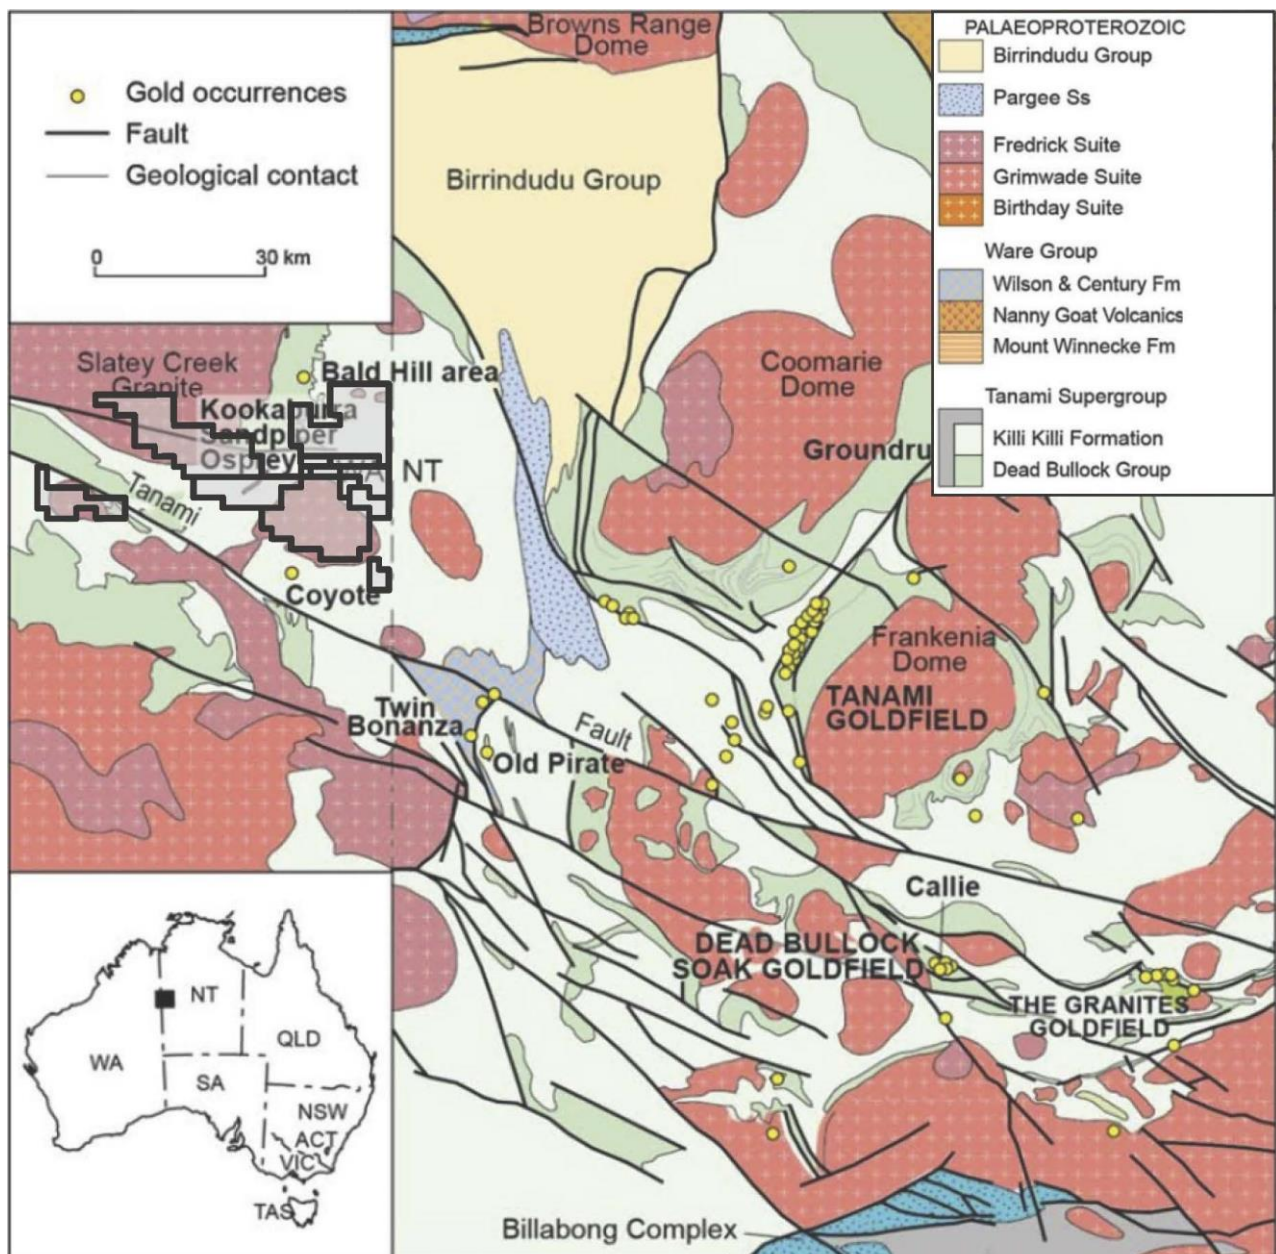 Gold occurrences
Fault
Geological contact
0 30 km
PALAEOPROTEROZOIC
Birrindudu Group
Pargee Ss
Fredrick Suite
Grimwade Suite
Birthday Suite
Ware Group
Wilson & Century Fm
Nanny Goat Volcanics
Mount Winnecke Fm
Tanami Supergroup
Killi Killi Formation
Dead Bullock Group
Browns Range
Dome
Birrindudu Group
Slatey Creek
Granite
Bald Hill area
Kookaburra
Sandpiper
Osprey
WA NT
Tanami
Coyote
Coomarie
Dome
Groundru
Frankenia
Dome
TANAMI
GOLDFIELD
Twin
Bonanza
Fault
Old Pirate
Callie
DEAD BULLOCK
SOAK GOLDFIELD
THE GRANITES
GOLDFIELD
Billabong Complex
WA
NT
SA
QLD
NSW
ACT
VIC
TAS